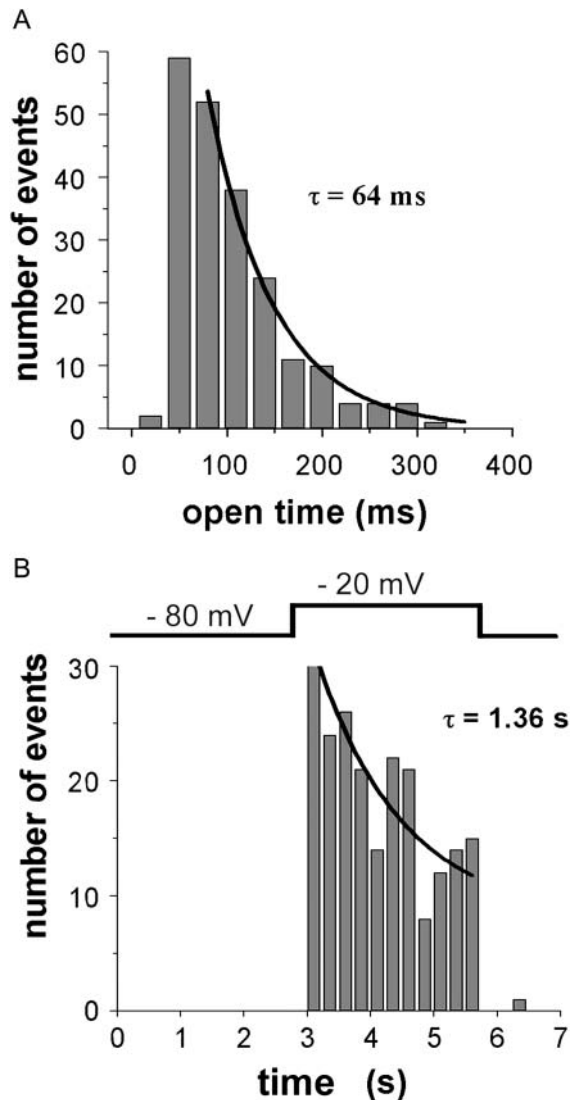 A
60
50
40
30
20
10
0
number of events
τ = 64 ms
0 100 200 300 400
open time (ms)
B
- 20 mV
- 80 mV
30
20
10
0
number of events
τ = 1.36 s
0 1 2 3 4 5 6 7
time (s)